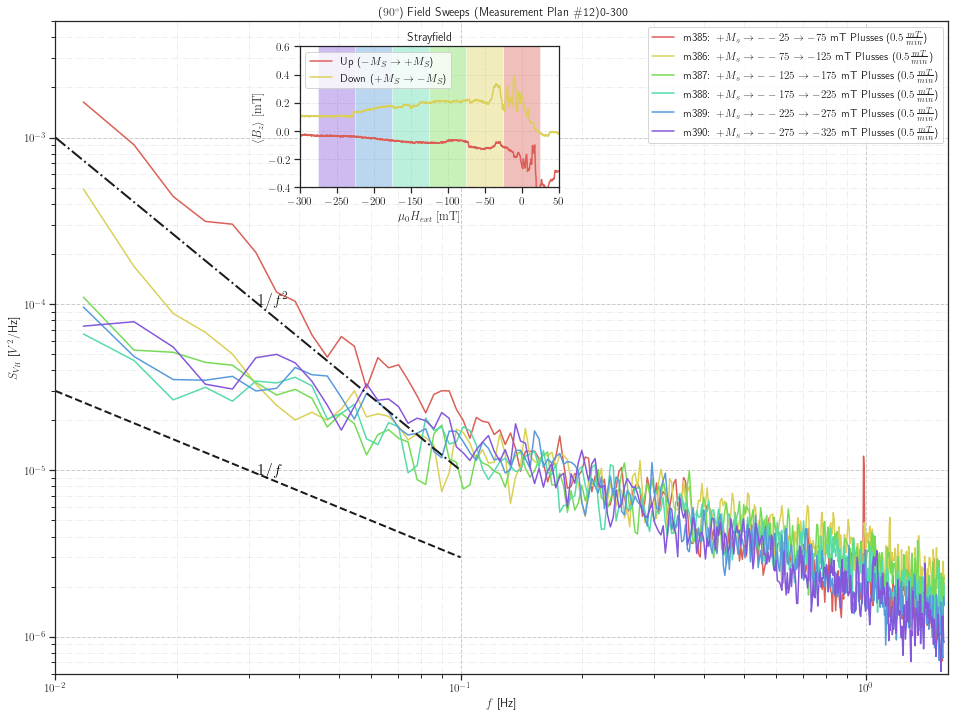 (90°) Field Sweeps (Measurement Plan #12)0-300
m385: +M_s → −− 25 → −75 mT Plusses (0.5 mT/min)
m386: +M_s → −− 75 → −125 mT Plusses (0.5 mT/min)
m387: +M_s → −− 125 → −175 mT Plusses (0.5 mT/min)
m388: +M_s → −− 175 → −225 mT Plusses (0.5 mT/min)
m389: +M_s → −− 225 → −275 mT Plusses (0.5 mT/min)
m390: +M_s → −− 275 → −325 mT Plusses (0.5 mT/min)
Strayfield
Up (−M_S → +M_S)
Down (+M_S → −M_S)
⟨B_z⟩ [mT]
0.6
0.4
0.2
0.0
−0.2
−0.4
−300 −250 −200 −150 −100 −50 0 50
μ_0H_ext [mT]
S_{V_H} [V^2/Hz]
10^{-3}
10^{-4}
10^{-5}
10^{-6}
1/f^2
1/f
10^{-2} 10^{-1} 10^0
f [Hz]